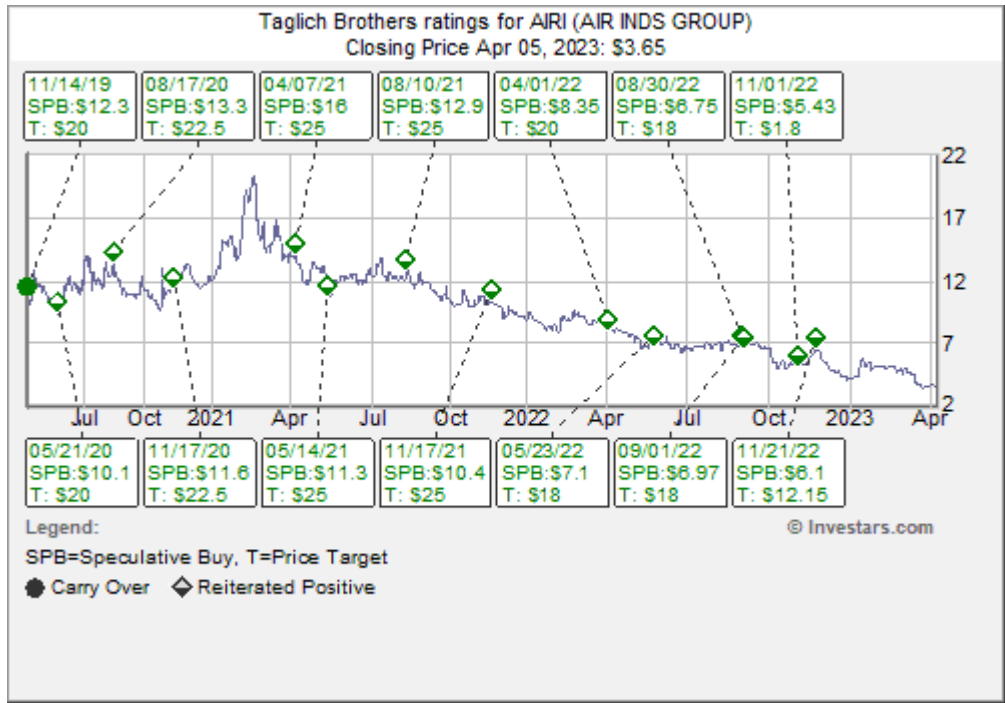 Taglich Brothers ratings for AIRI (AIR INDS GROUP)
Closing Price Apr 05, 2023: $3.65
11/14/19
SPB:$12.3
T: $20
08/17/20
SPB:$13.3
T: $22.5
04/07/21
SPB:$16
T: $25
08/10/21
SPB:$12.9
T: $25
04/01/22
SPB:$8.35
T: $20
08/30/22
SPB:$6.75
T: $18
11/01/22
SPB:$5.43
T: $1.8
22
17
12
7
2
Jul Oct 2021 Apr Jul Oct 2022 Apr Jul Oct 2023 Apr
05/21/20
SPB:$10.1
T: $20
11/17/20
SPB:$11.6
T: $22.5
05/14/21
SPB:$11.3
T: $25
11/17/21
SPB:$10.4
T: $25
05/23/22
SPB:$7.1
T: $18
09/01/22
SPB:$6.97
T: $18
11/21/22
SPB:$6.1
T: $12.15
Legend:
© Investars.com
SPB=Speculative Buy, T=Price Target
Carry Over Reiterated Positive